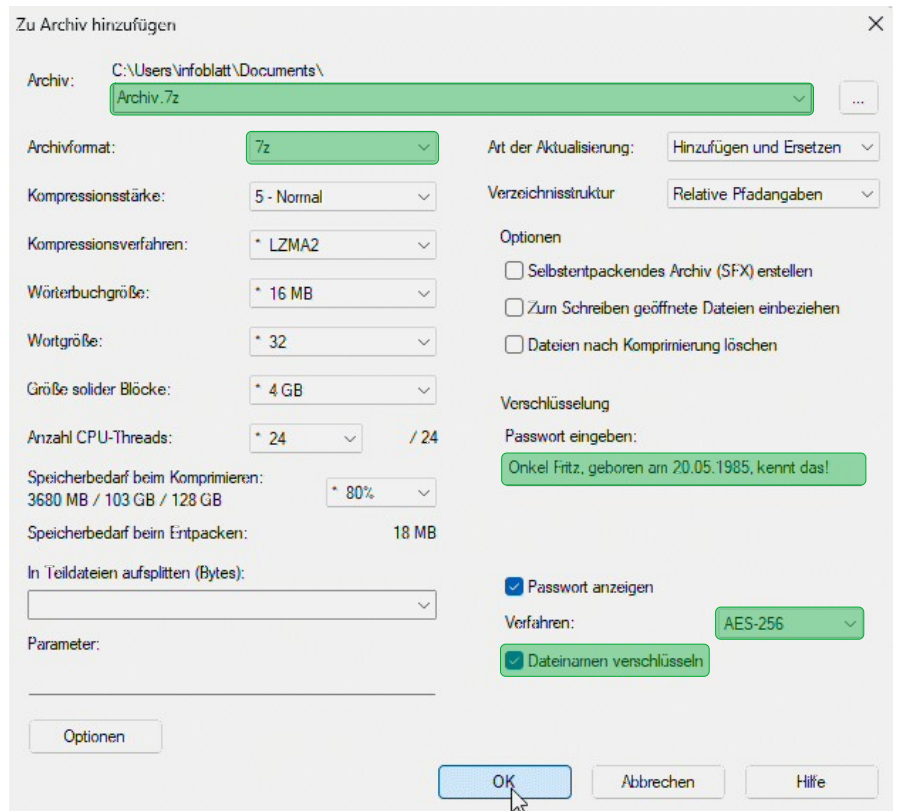 Zu Archiv hinzufügen
Archiv:
C:\Users\infoblatt\Documents\
Archiv.7z
...
Archivformat:
7z
Kompressionsstärke:
5 - Normal
Kompressionsverfahren:
* LZMA2
Wörterbuchgröße:
* 16 MB
Wortgröße:
* 32
Größe solider Blöcke:
* 4 GB
Anzahl CPU-Threads:
* 24
/ 24
Speicherbedarf beim Komprimieren:
3680 MB / 103 GB / 128 GB
* 80%
Speicherbedarf beim Entpacken:
18 MB
In Teildateien aufsplitten (Bytes):
Parameter:
Optionen
Art der Aktualisierung:
Hinzufügen und Ersetzen
Verzeichnisstruktur
Relative Pfadangaben
Optionen
Selbstentpackendes Archiv (SFX) erstellen
Zum Schreiben geöffnete Dateien einbeziehen
Dateien nach Komprimierung löschen
Verschlüsselung
Passwort eingeben:
Onkel Fritz, geboren am 20.05.1985, kennt das!
Passwort anzeigen
Verfahren:
AES-256
Dateinamen verschlüsseln
OK
Abbrechen
Hilfe